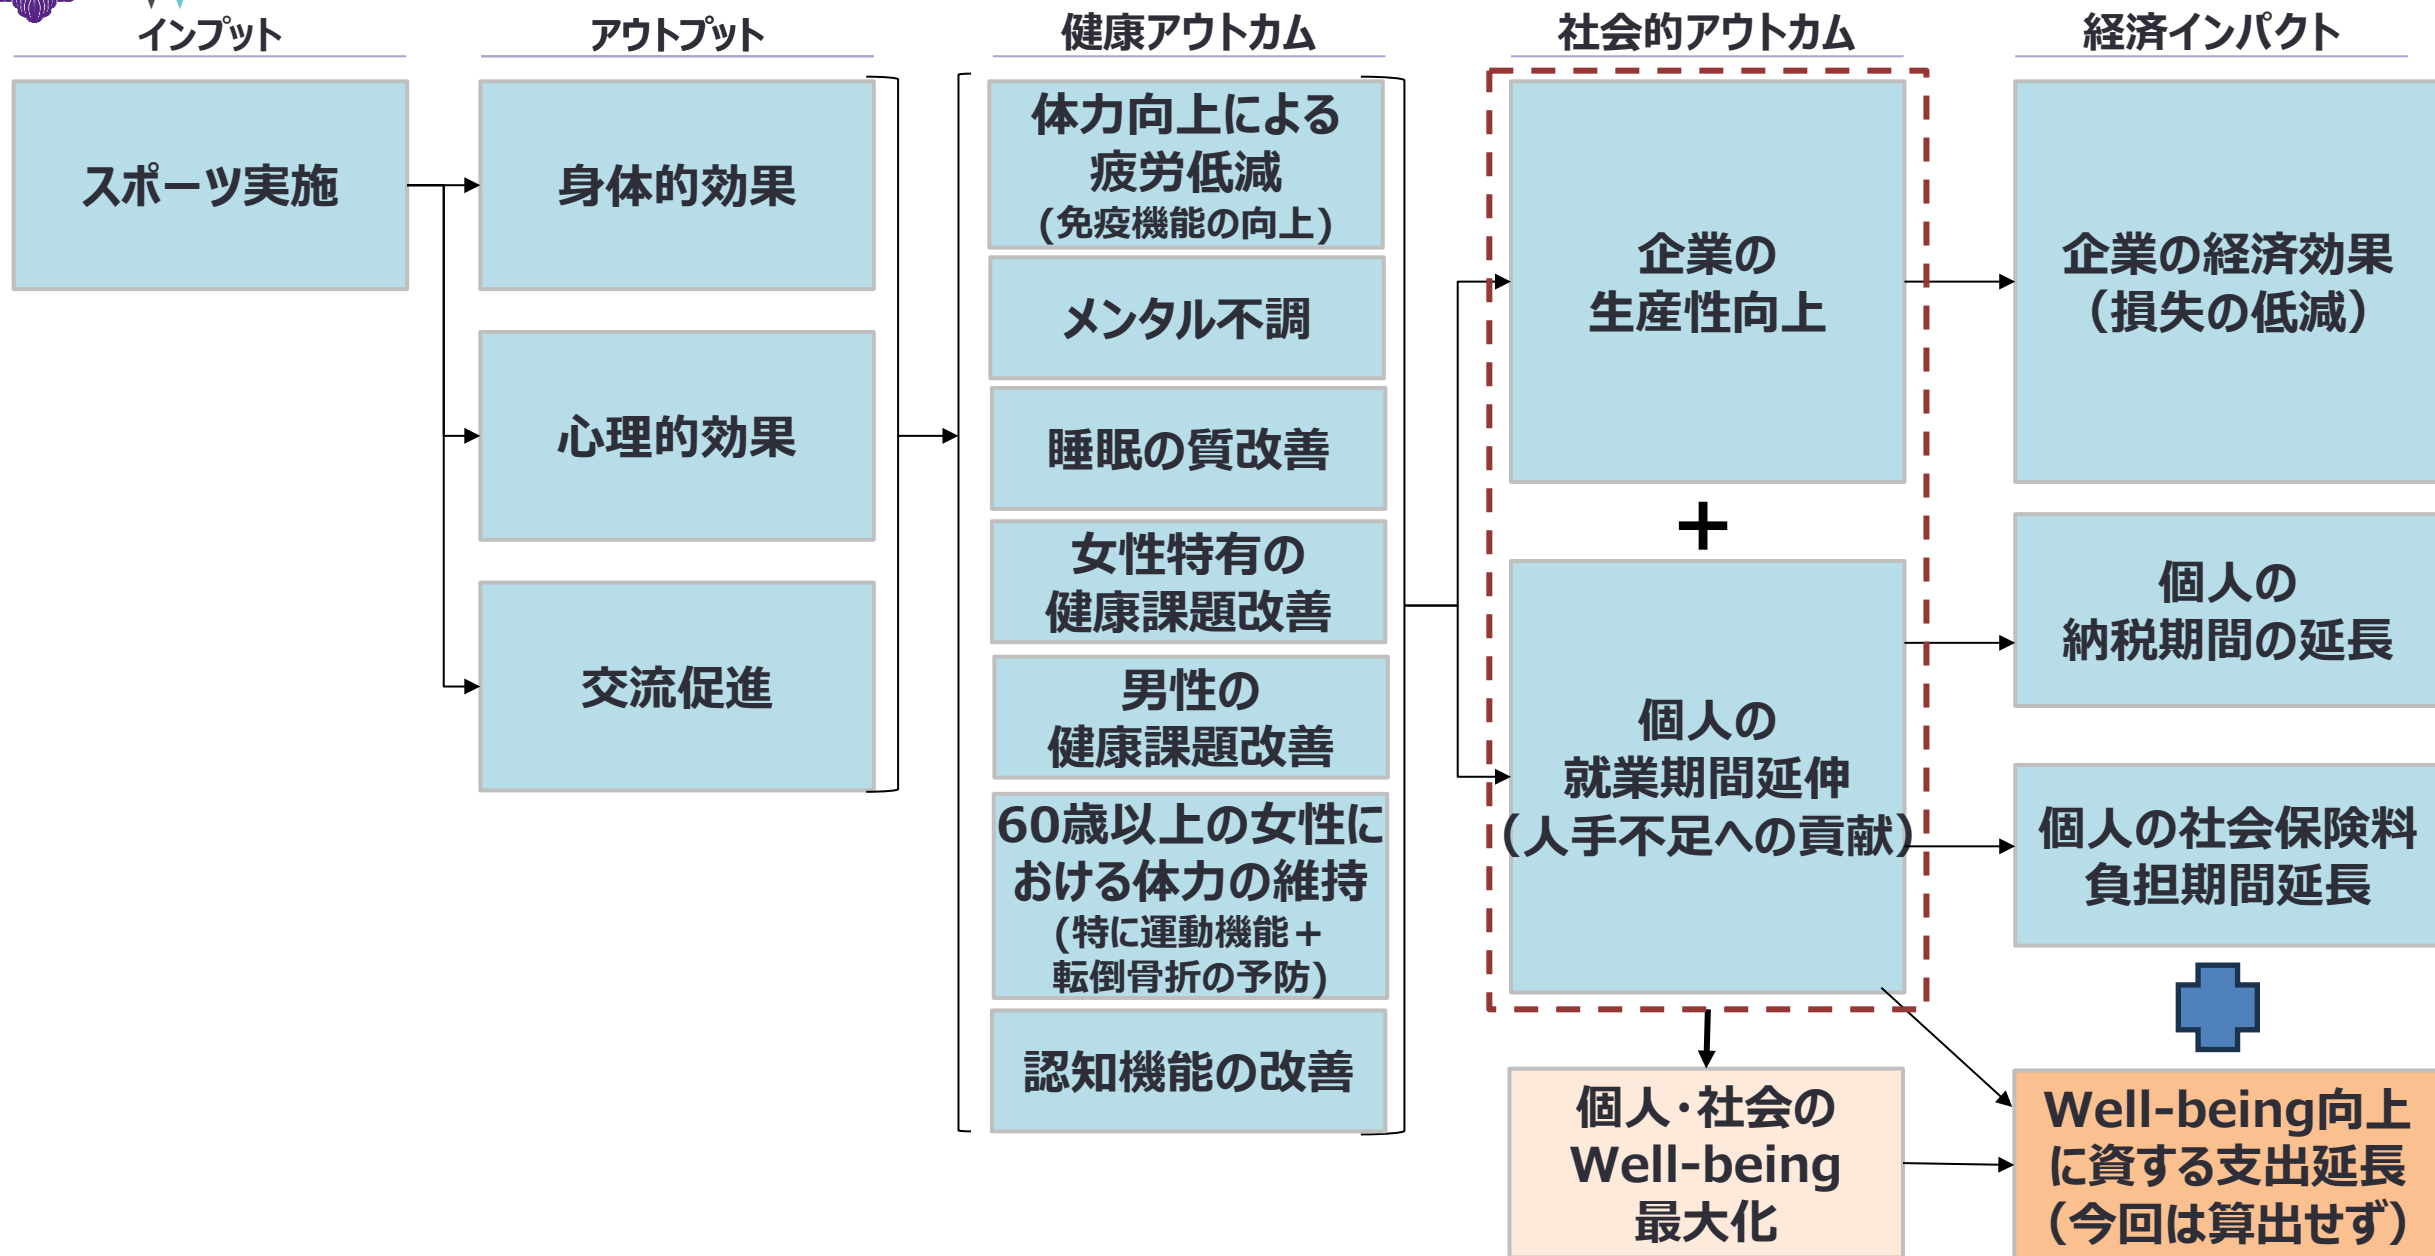 インプット
アウトプット
健康アウトカム
社会的アウトカム
経済インパクト
スポーツ実施
身体的効果
心理的効果
交流促進
体力向上による
疲労低減
(免疫機能の向上)
メンタル不調
睡眠の質改善
女性特有の
健康課題改善
男性の
健康課題改善
60歳以上の女性に
おける体力の維持
(特に運動機能＋
転倒骨折の予防)
認知機能の改善
企業の
生産性向上
＋
個人の
就業期間延伸
（人手不足への貢献）
個人・社会の
Well-being
最大化
企業の経済効果
（損失の低減）
個人の
納税期間の延長
個人の社会保険料
負担期間延長
Well-being向上
に資する支出延長
（今回は算出せず）